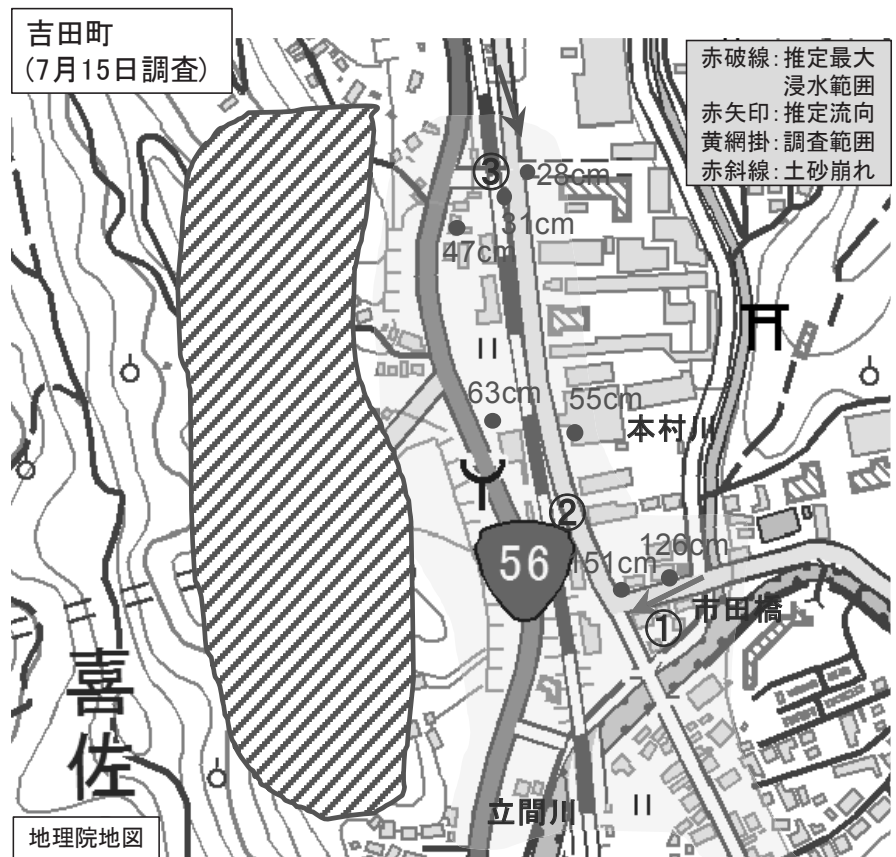 吉田町
(7月15日調査)
赤破線:推定最大
浸水範囲
赤矢印:推定流向
黄網掛:調査範囲
赤斜線:土砂崩れ
③
28cm
31cm
47cm
63cm
55cm
本村川
②
56
151cm
126cm
市田橋
①
喜佐
立間川
地理院地図